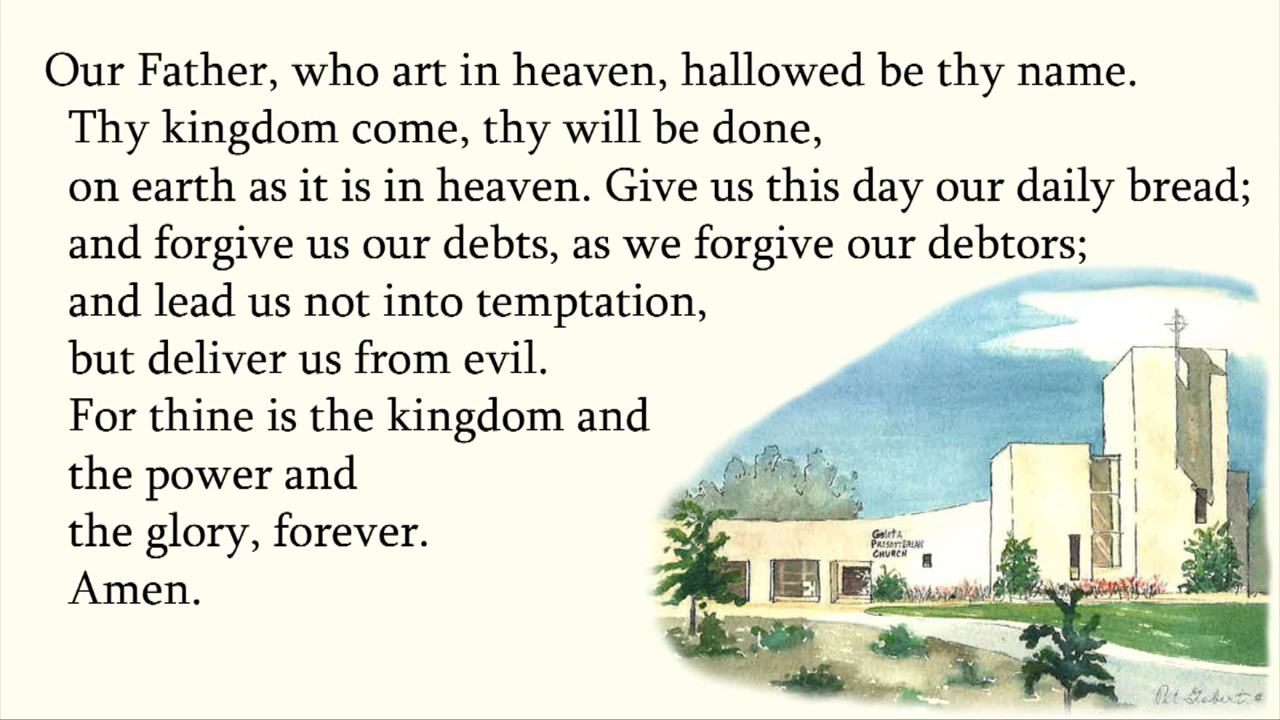 Our Father, who art in heaven, hallowed be thy name.
Thy kingdom come, thy will be done,
on earth as it is in heaven. Give us this day our daily bread;
and forgive us our debts, as we forgive our debtors;
and lead us not into temptation,
but deliver us from evil.
For thine is the kingdom and
the power and
the glory, forever.
Amen.
Goleta
Presbyterian
Church